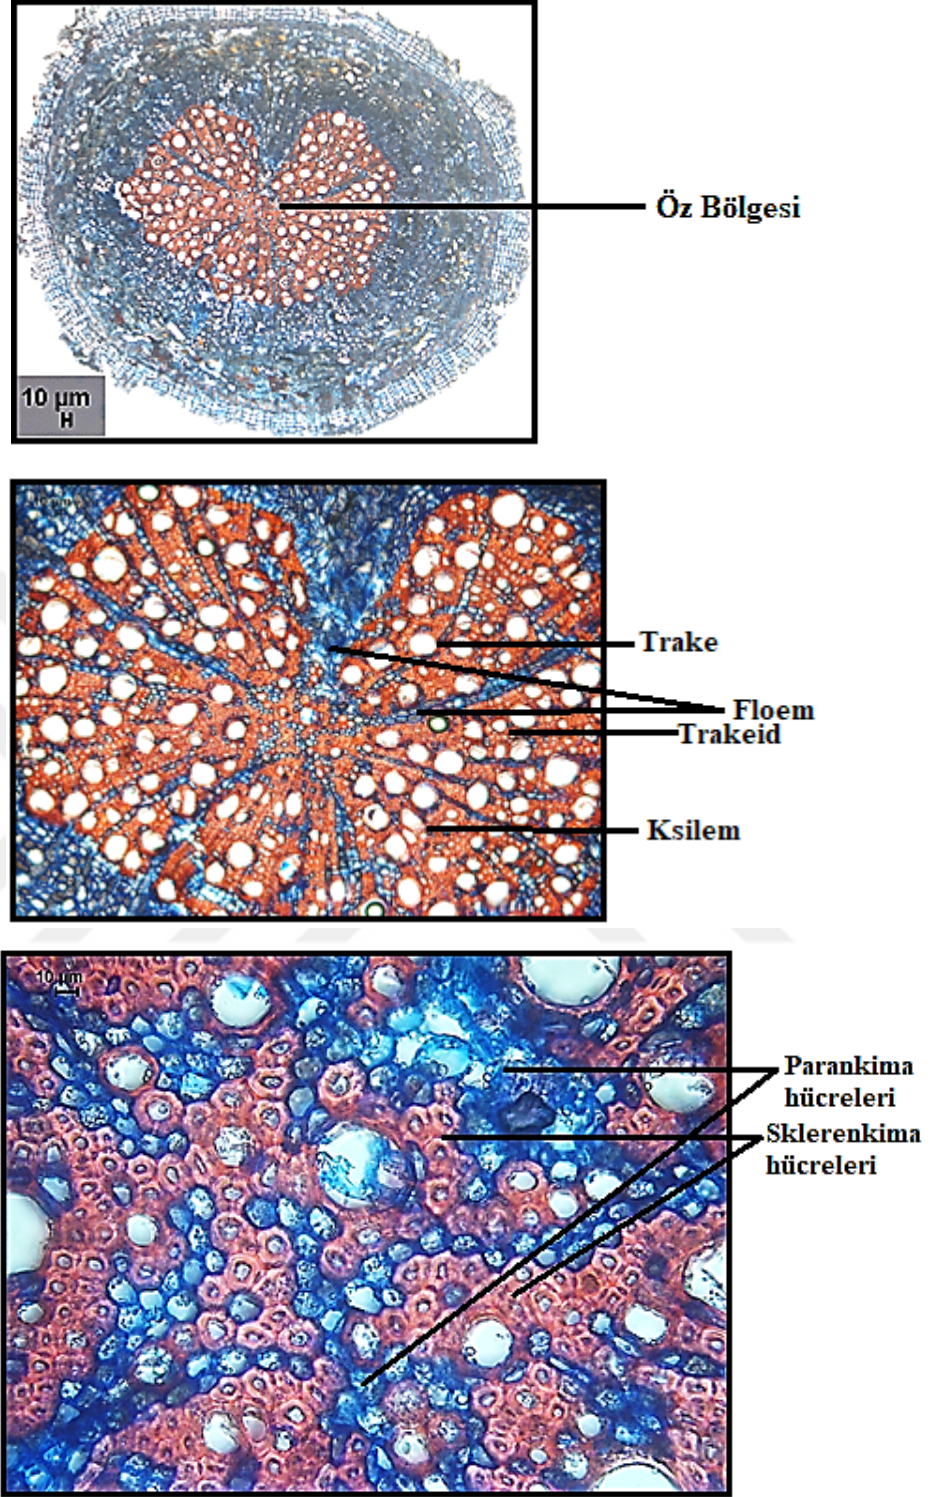 Öz Bölgesi
10 µm
Trake
Floem
Trakeid
Ksilem
10 µm
Parankima
hücreleri
Sklerenkima
hücreleri